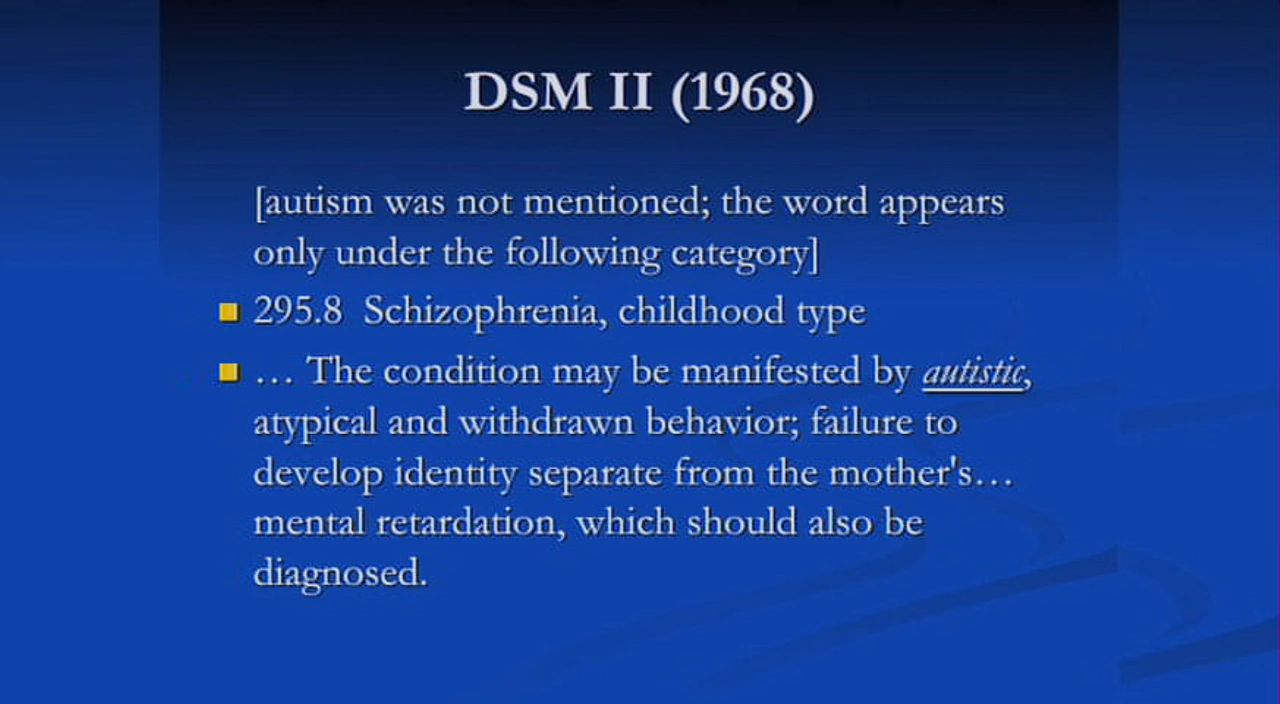 DSM II (1968)
[autism was not mentioned; the word appears
only under the following category]
295.8 Schizophrenia, childhood type
… The condition may be manifested by autistic,
atypical and withdrawn behavior; failure to
develop identity separate from the mother's…
mental retardation, which should also be
diagnosed.